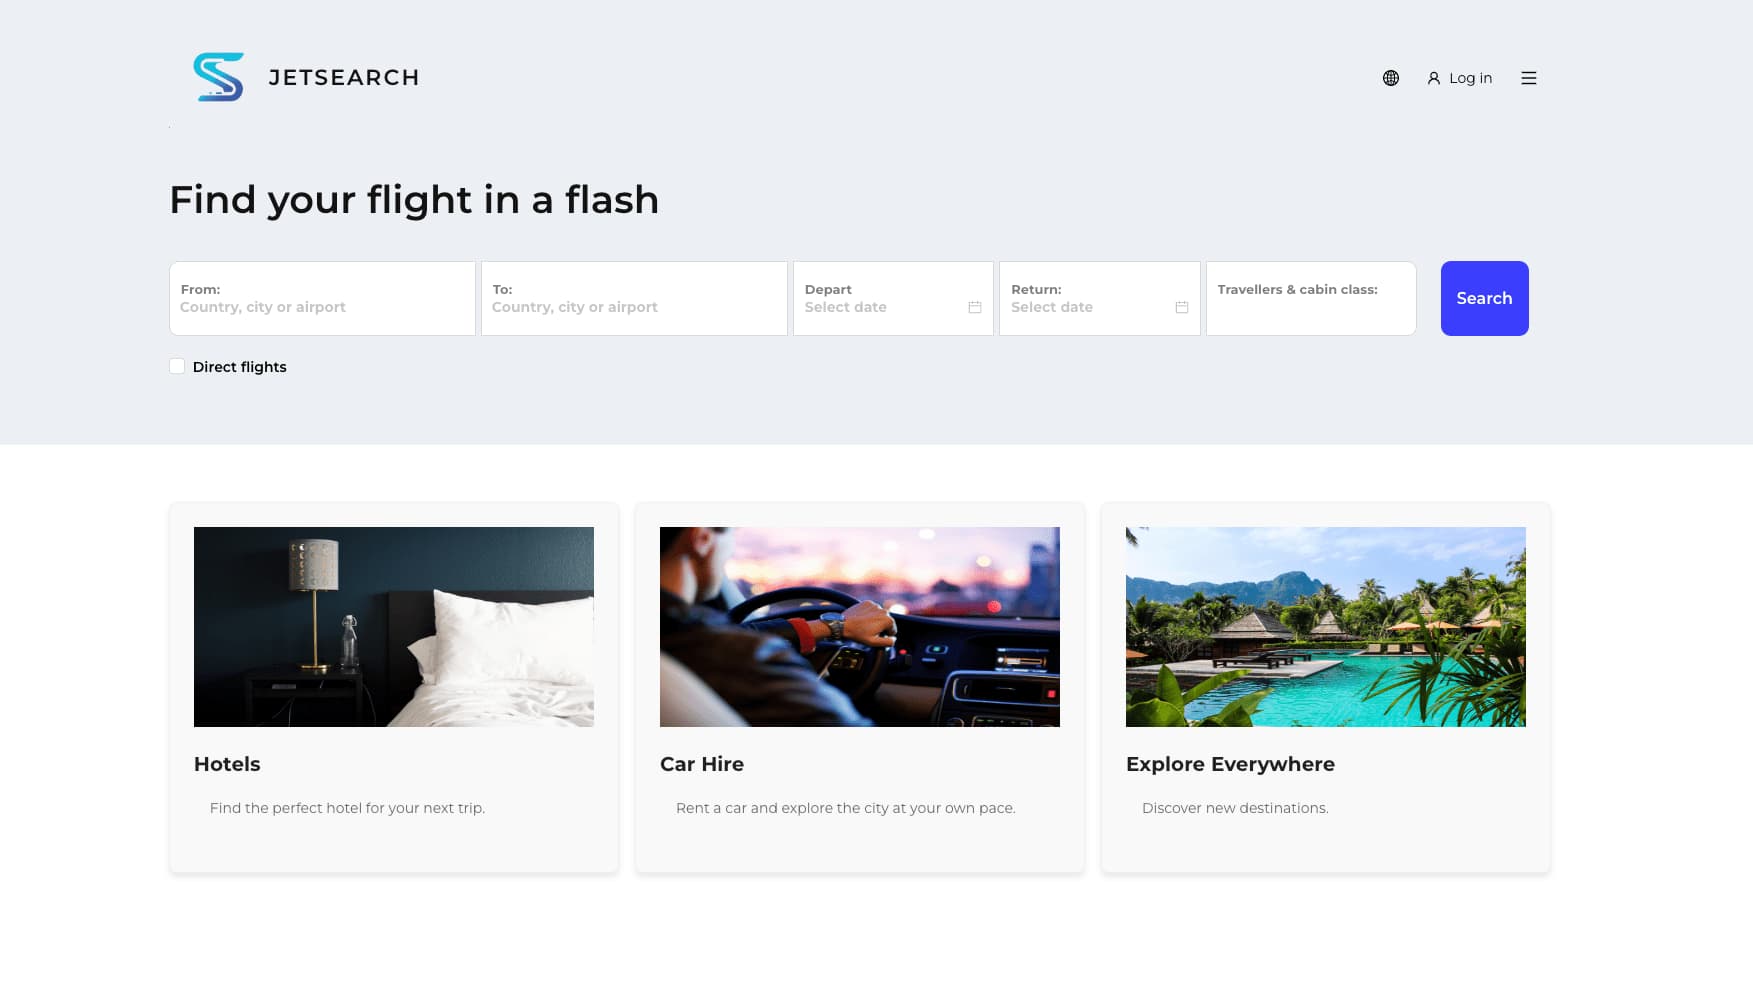 JETSEARCH
Log in
Find your flight in a flash
From:
Country, city or airport
To:
Country, city or airport
Depart
Select date
Return:
Select date
Travellers & cabin class:
Search
Direct flights
Hotels
Find the perfect hotel for your next trip.
Car Hire
Rent a car and explore the city at your own pace.
Explore Everywhere
Discover new destinations.